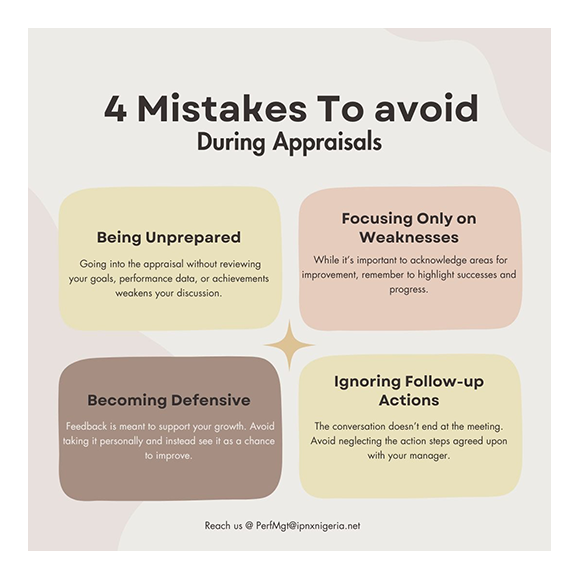 4 Mistakes To avoid
During Appraisals
Being Unprepared
Going into the appraisal without reviewing
your goals, performance data, or achievements
weakens your discussion.
Focusing Only on
Weaknesses
While it's important to acknowledge areas for
improvement, remember to highlight successes and
progress.
Becoming Defensive
Feedback is meant to support your growth. Avoid
taking it personally and instead see it as a chance
to improve.
Ignoring Follow-up
Actions
The conversation doesn't end at the meeting.
Avoid neglecting the action steps agreed upon
with your manager.
Reach us @ PerfMgt@ipnxnigeria.net